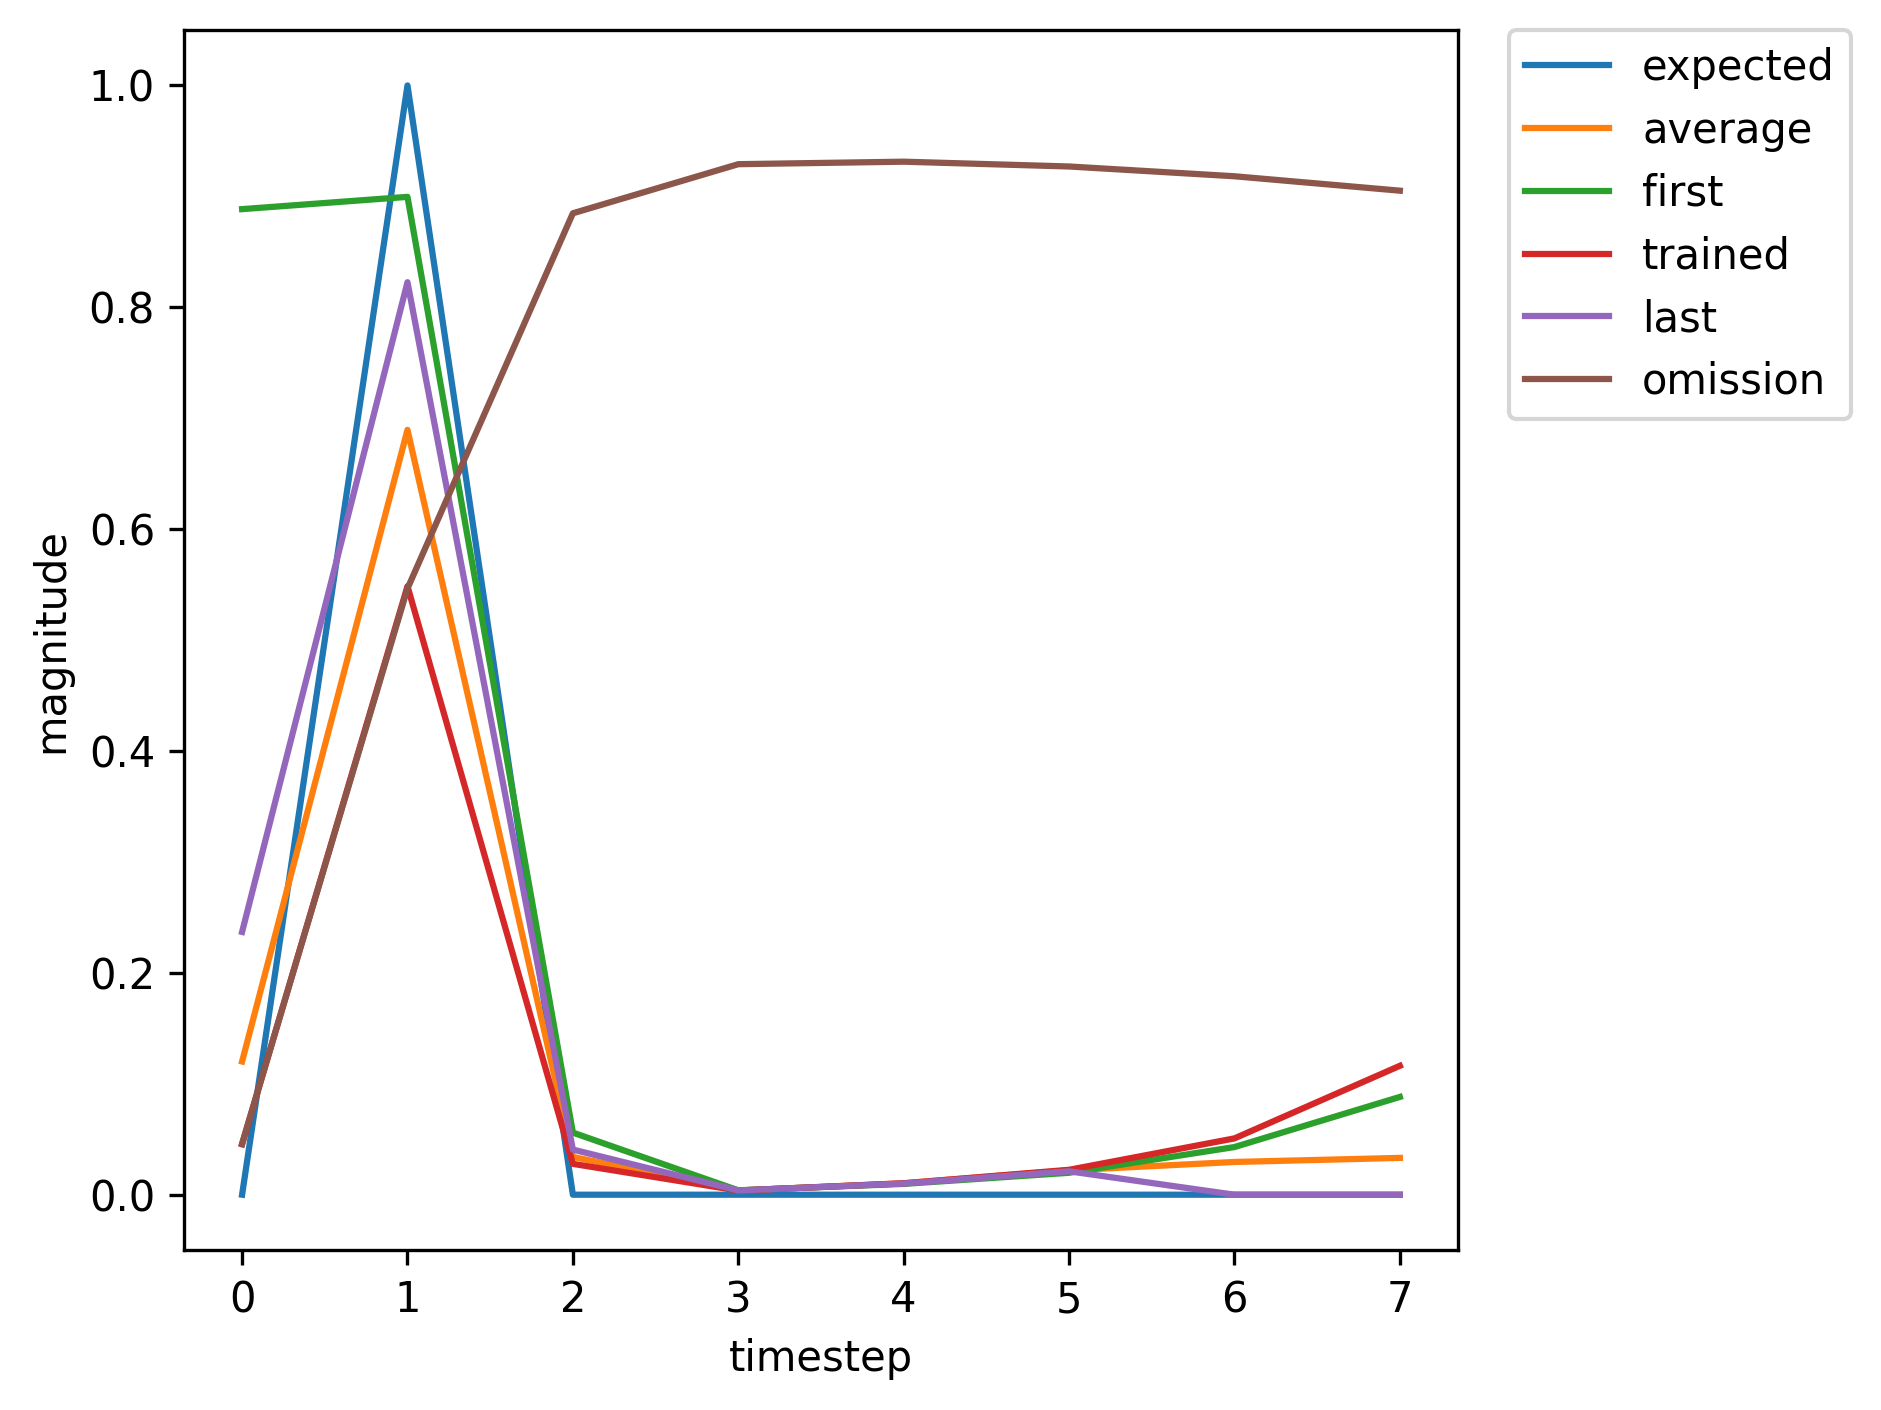 1.0
0.8
0.6
0.4
0.2
0.0
magnitude
0 1 2 3 4 5 6 7
timestep
expected
average
first
trained
last
omission